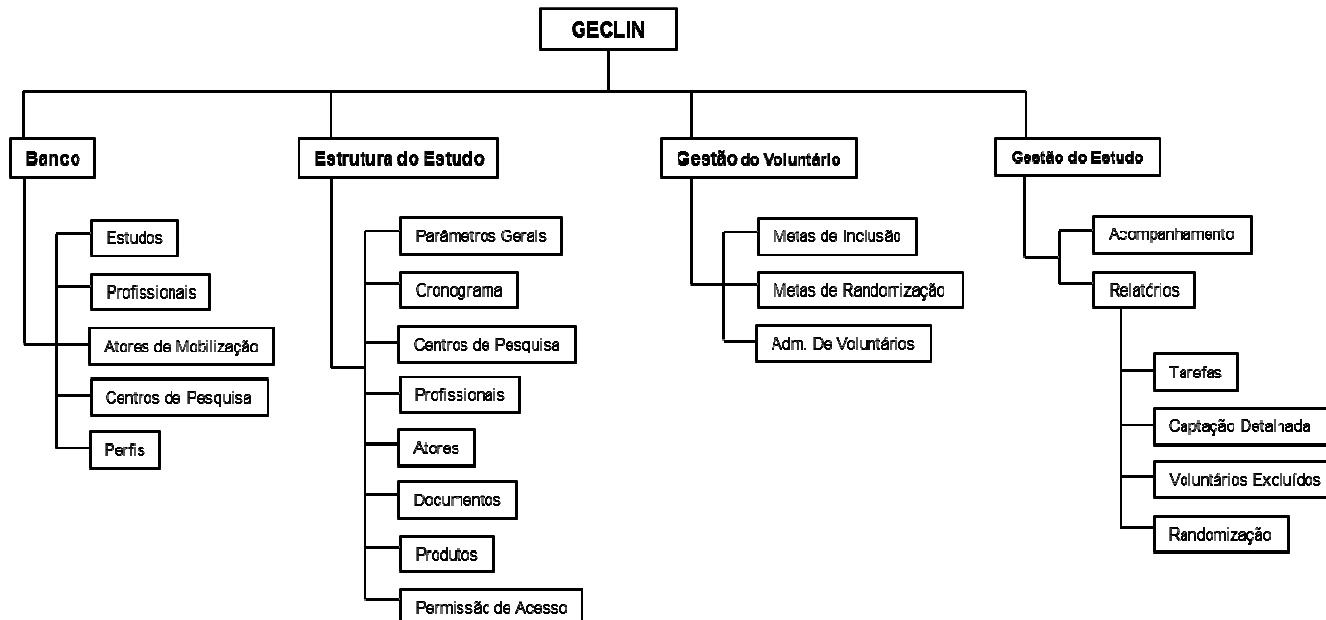 GECLIN
Banco
Estudos
Profissionais
Atores de Mobilização
Centros de Pesquisa
Perfis
Estrutura do Estudo
Parâmetros Gerais
Cronograma
Centros de Pesquisa
Profissionais
Atores
Documentos
Produtos
Permissão de Acesso
Gestão do Voluntário
Metas de Inclusão
Metas de Randomização
Adm. De Voluntários
Gestão do Estudo
Acompanhamento
Relatórios
Tarefas
Captação Detalhada
Voluntários Excluídos
Randomização